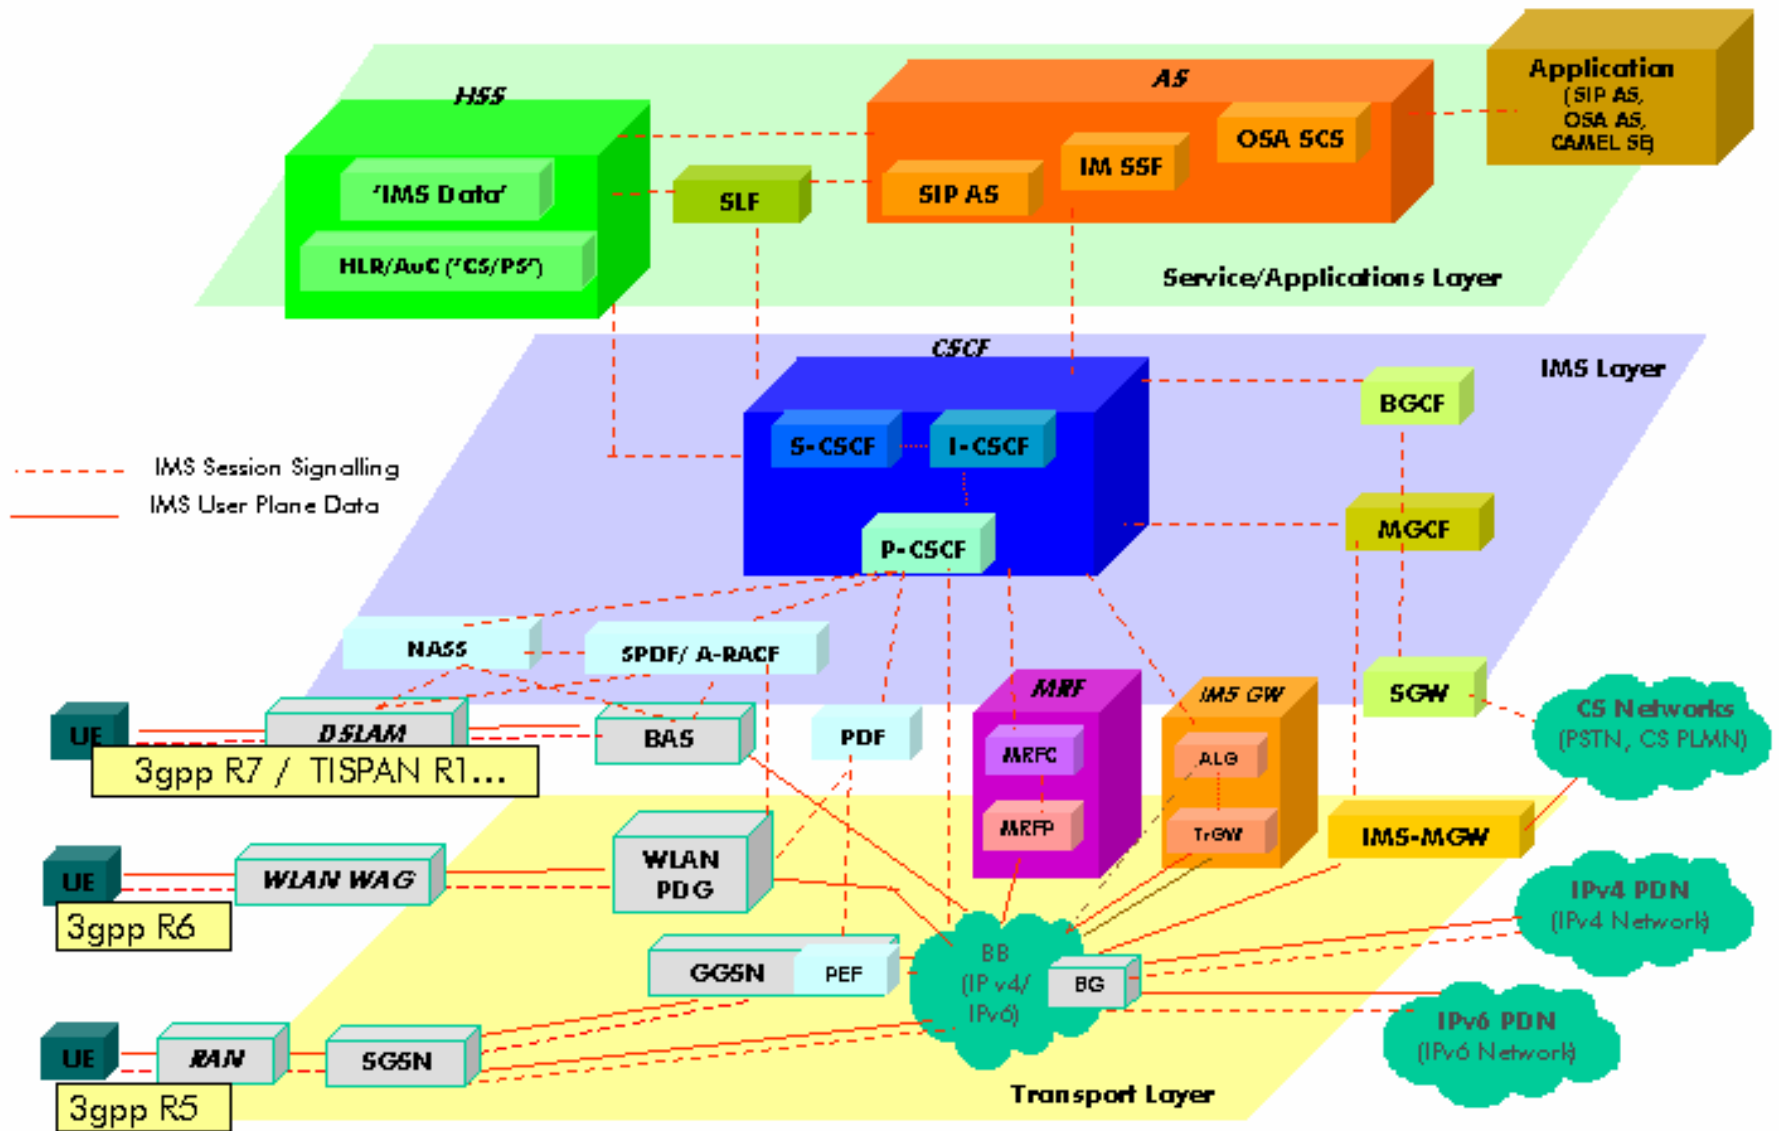 HSS
'IMS Data'
HLR/AuC ('CS/PS')
SLF
AS
SIP AS
IM SSF
OSA SCS
Application
(SIP AS,
OSA AS,
CAMEL SE)
Service/Applications Layer
CSCF
S-CSCF
I-CSCF
P-CSCF
IMS Layer
BGCF
MGCF
SGW
IMS Session Signalling
IMS User Plane Data
NASS
SPDF/ A-RACF
UE
DSLAM
BAS
3gpp R7 / TISPAN R1...
PDF
MRF
MRFC
MRFP
IMS GW
ALG
TrGW
IMS-MGW
CS Networks
(PSTN, CS PLMN)
UE
WLAN WAG
WLAN
PDG
3gpp R6
GGSN
PEF
BB
(IP v4/
IPv6)
BG
IPv4 PDN
(IPv4 Network)
IPv6 PDN
(IPv6 Network)
UE
RAN
SGSN
3gpp R5
Transport Layer